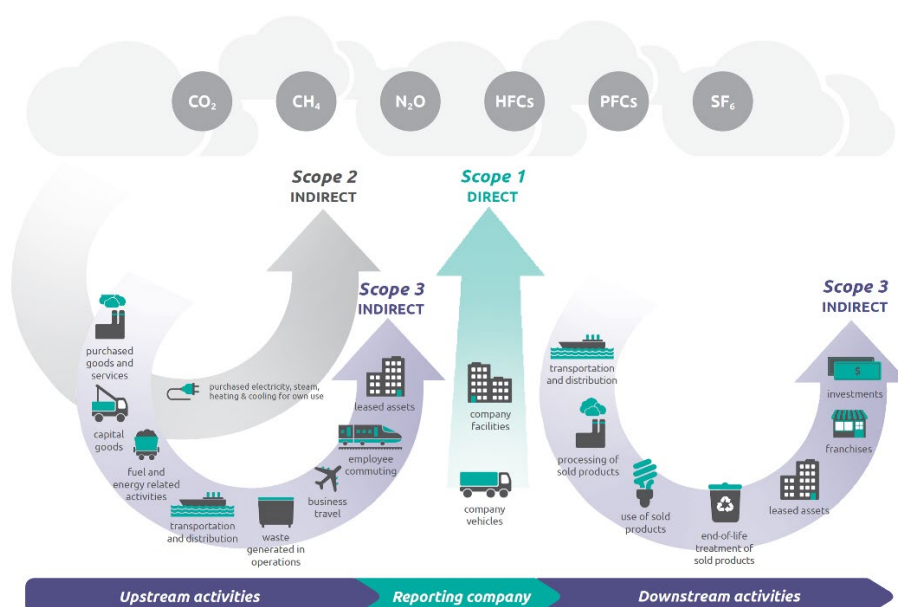 CO₂
CH₄
N₂O
HFCs
PFCs
SF₆
Scope 2
INDIRECT
Scope 1
DIRECT
Scope 3
INDIRECT
Scope 3
INDIRECT
purchased
goods and
services
capital
goods
fuel and
energy related
activities
transportation
and distribution
waste
generated in
operations
business
travel
employee
commuting
leased assets
purchased electricity, steam,
heating & cooling for own use
company
facilities
company
vehicles
transportation
and distribution
processing of
sold products
use of sold
products
end-of-life
treatment of
sold products
leased assets
franchises
investments
$
Upstream activities
Reporting company
Downstream activities